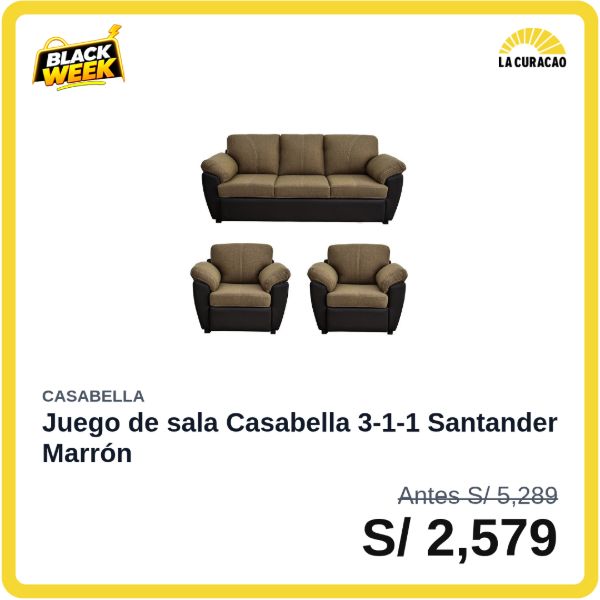 BLACK
WEEK
LA CURACAO
CASABELLA
Juego de sala Casabella 3-1-1 Santander
Marrón
Antes S/ 5,289
S/ 2,579